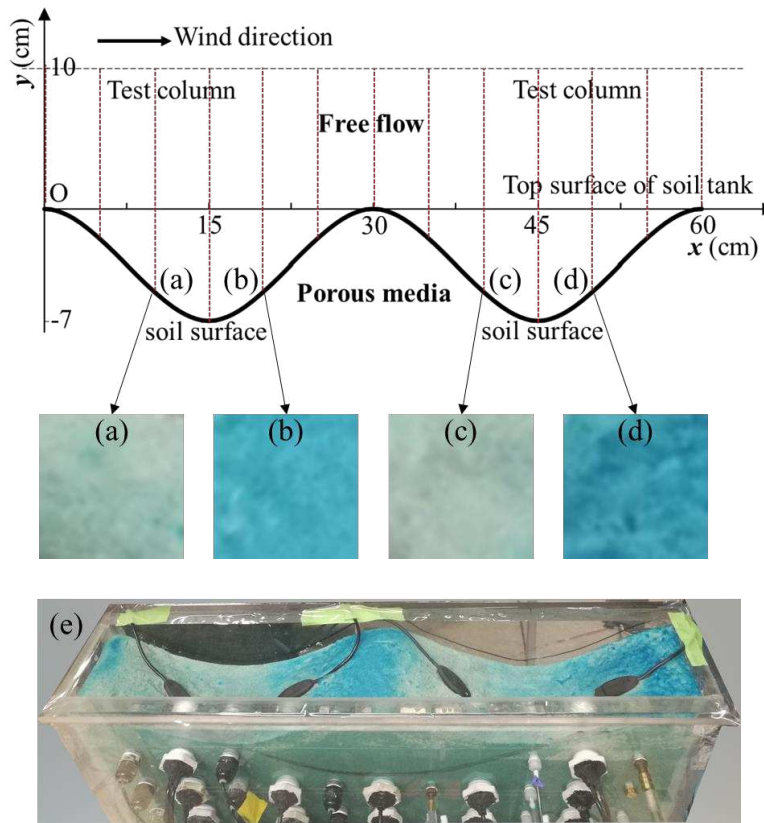 y (cm)
Wind direction
10
Test column
Test column
Free flow
O
Top surface of soil tank
15
30
45
60
x (cm)
(a)
(b)
(c)
(d)
Porous media
-7
soil surface
soil surface
(a)
(b)
(c)
(d)
(e)